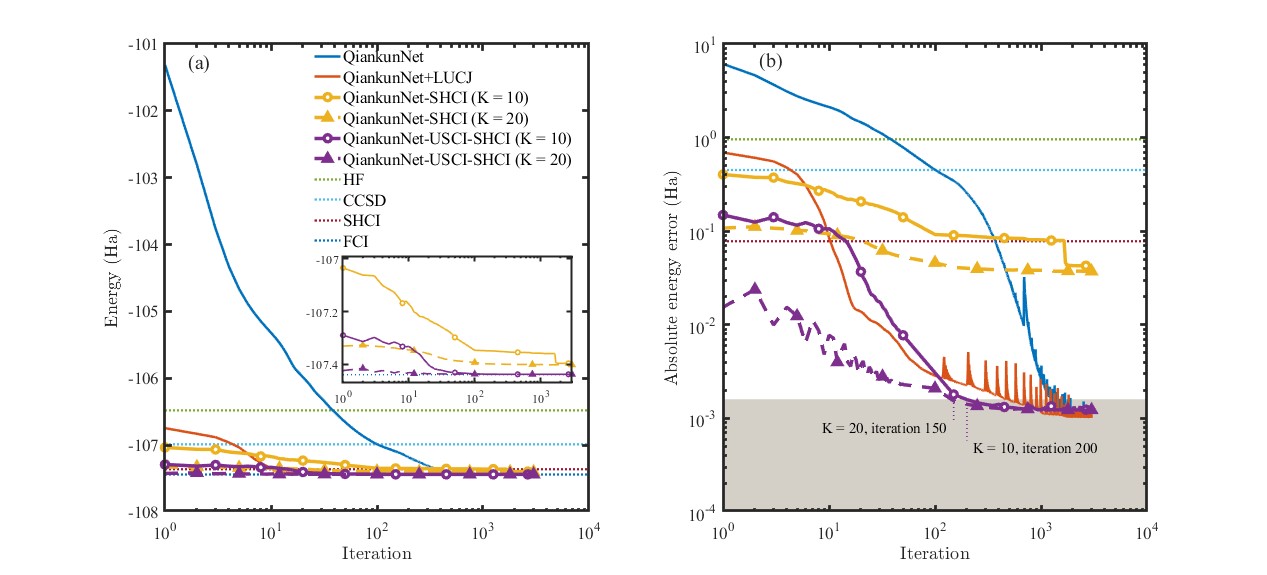 (a)
QiankunNet
QiankunNet+LUCJ
QiankunNet-SHCI (K = 10)
QiankunNet-SHCI (K = 20)
QiankunNet-USCI-SHCI (K = 10)
QiankunNet-USCI-SHCI (K = 20)
HF
CCSD
SHCI
FCI
-101
-102
-103
-104
-105
-106
-107
-108
Energy (Ha)
10^0
10^1
10^2
10^3
10^4
Iteration
-107
-107.2
-107.4
10^0
10^1
10^2
10^3
(b)
10^1
10^0
10^-1
10^-2
10^-3
10^-4
Absolute energy error (Ha)
K = 20, iteration 150
K = 10, iteration 200
10^0
10^1
10^2
10^3
10^4
Iteration